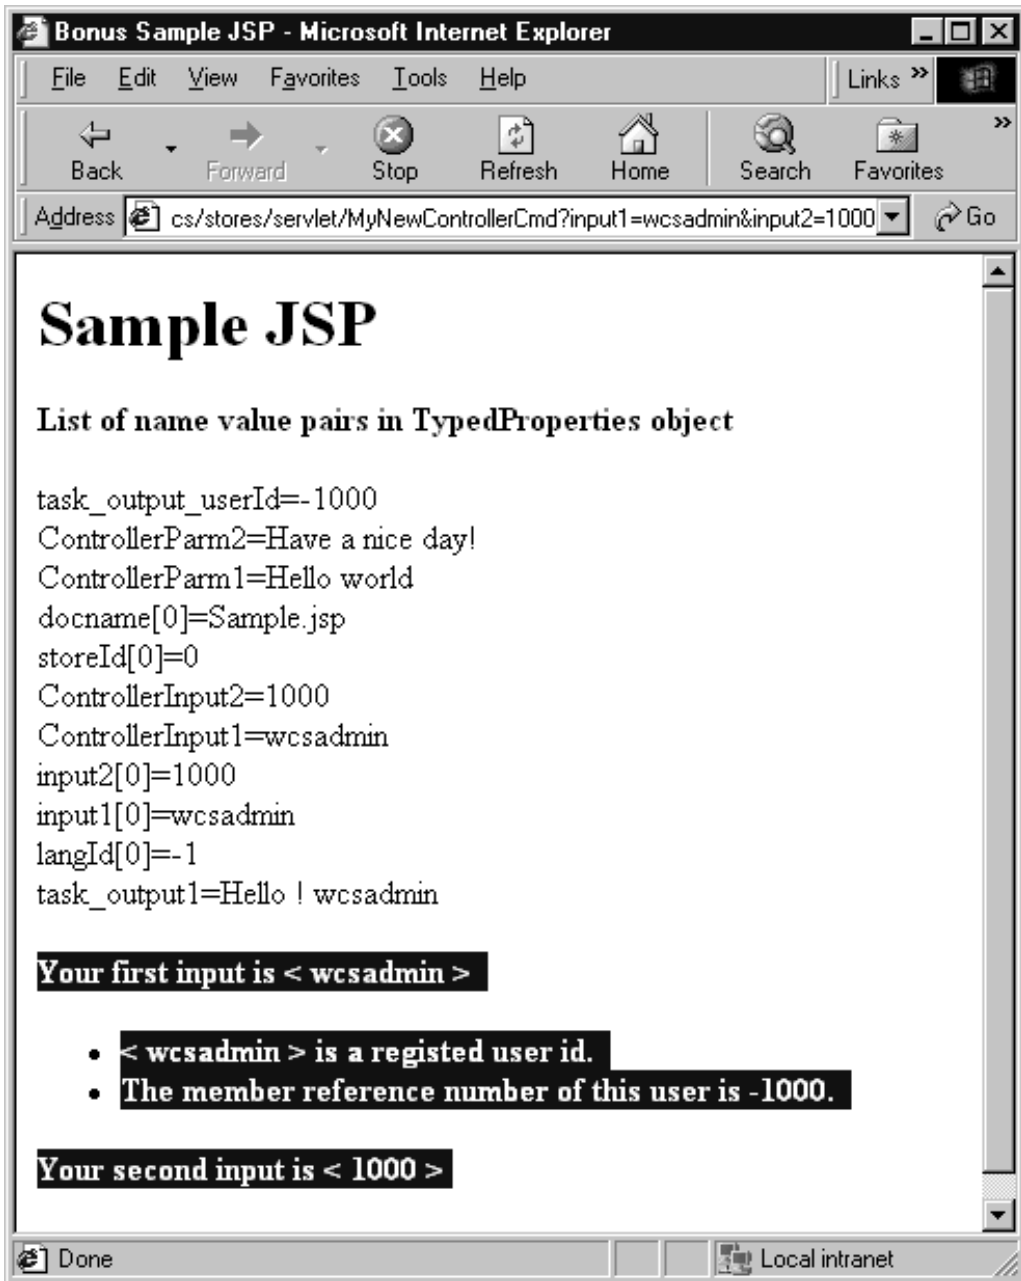 Bonus Sample JSP - Microsoft Internet Explorer
File Edit View Favorites Tools Help Links »
Back Forward Stop Refresh Home Search Favorites »
Address cs/stores/servlet/MyNewControllerCmd?input1=wcsadmin&input2=1000 Go
Sample JSP
List of name value pairs in TypedProperties object
task_output_userId=-1000
ControllerParm2=Have a nice day!
ControllerParm1=Hello world
docname[0]=Sample.jsp
storeId[0]=0
ControllerInput2=1000
ControllerInput1=wcsadmin
input2[0]=1000
input1[0]=wcsadmin
langId[0]=-1
task_output1=Hello ! wcsadmin
Your first input is < wcsadmin >
• < wcsadmin > is a registed user id.
• The member reference number of this user is -1000.
Your second input is < 1000 >
Done Local intranet